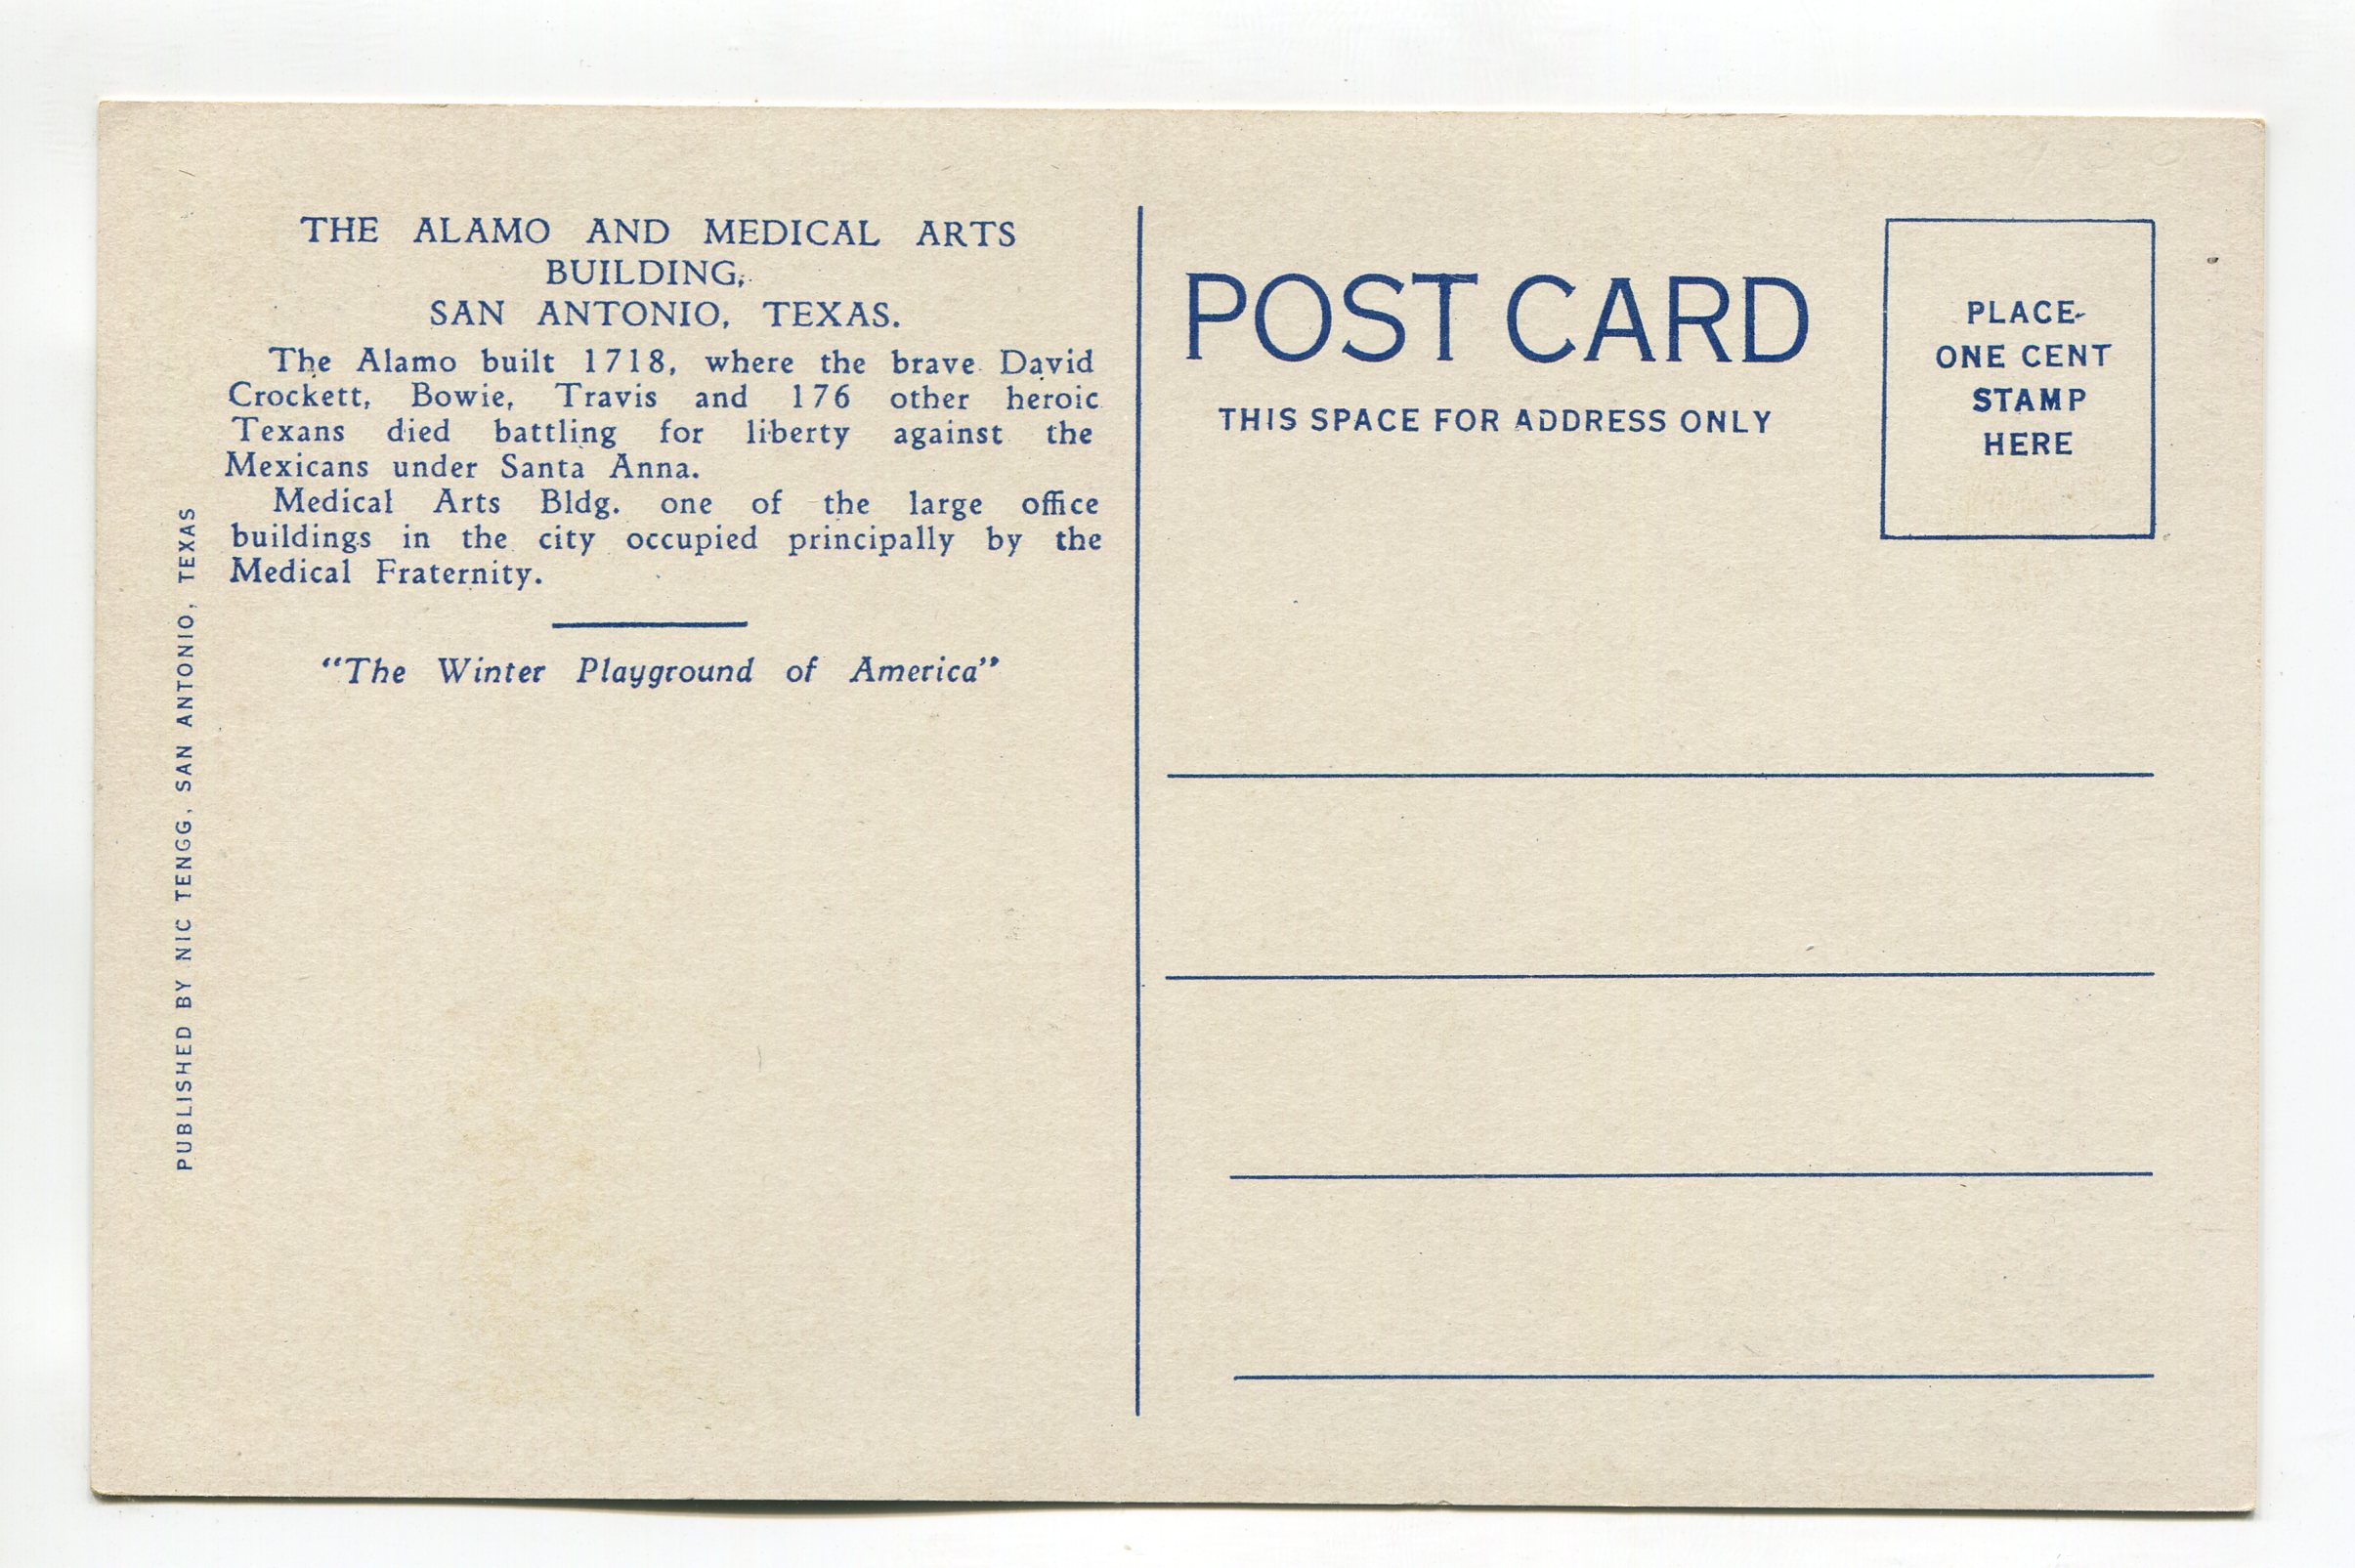 THE ALAMO AND MEDICAL ARTS
BUILDING,
SAN ANTONIO, TEXAS.
The Alamo built 1718, where the brave David
Crockett, Bowie, Travis and 176 other heroic
Texans died battling for liberty against the
Mexicans under Santa Anna.
Medical Arts Bldg. one of the large office
buildings in the city occupied principally by the
Medical Fraternity.
"The Winter Playground of America"
PUBLISHED BY NIC TENGG, SAN ANTONIO, TEXAS
POST CARD
THIS SPACE FOR ADDRESS ONLY
PLACE
ONE CENT
STAMP
HERE